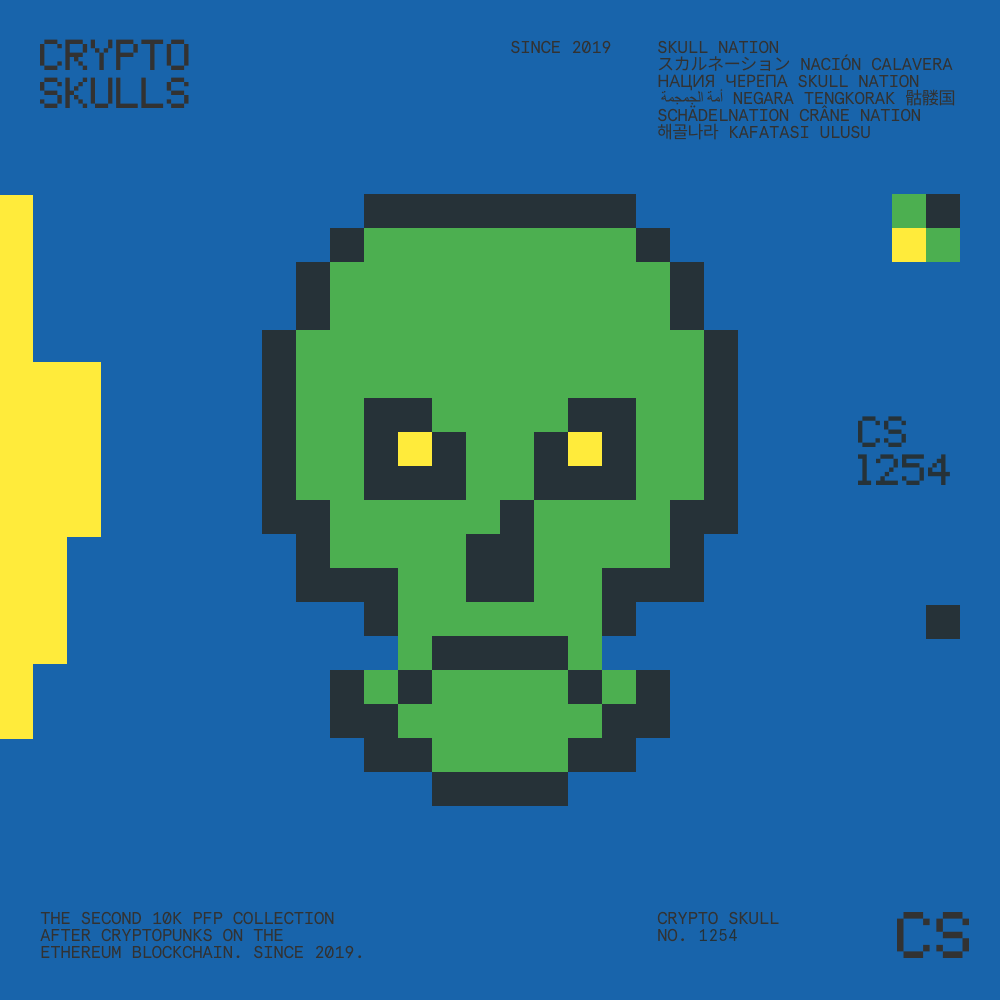 CRYPTO
SKULLS
SINCE 2019
SKULL NATION
スカルネーション NACIÓN CALAVERA
НАЦИЯ ЧЕРЕПА SKULL NATION
أمة الجمجمة NEGARA TENGKORAK 骷髅国
SCHÄDELNATION CRÂNE NATION
해골나라 KAFATASI ULUSU
CS
1254
THE SECOND 10K PFP COLLECTION
AFTER CRYPTOPUNKS ON THE
ETHEREUM BLOCKCHAIN. SINCE 2019.
CRYPTO SKULL
NO. 1254
CS